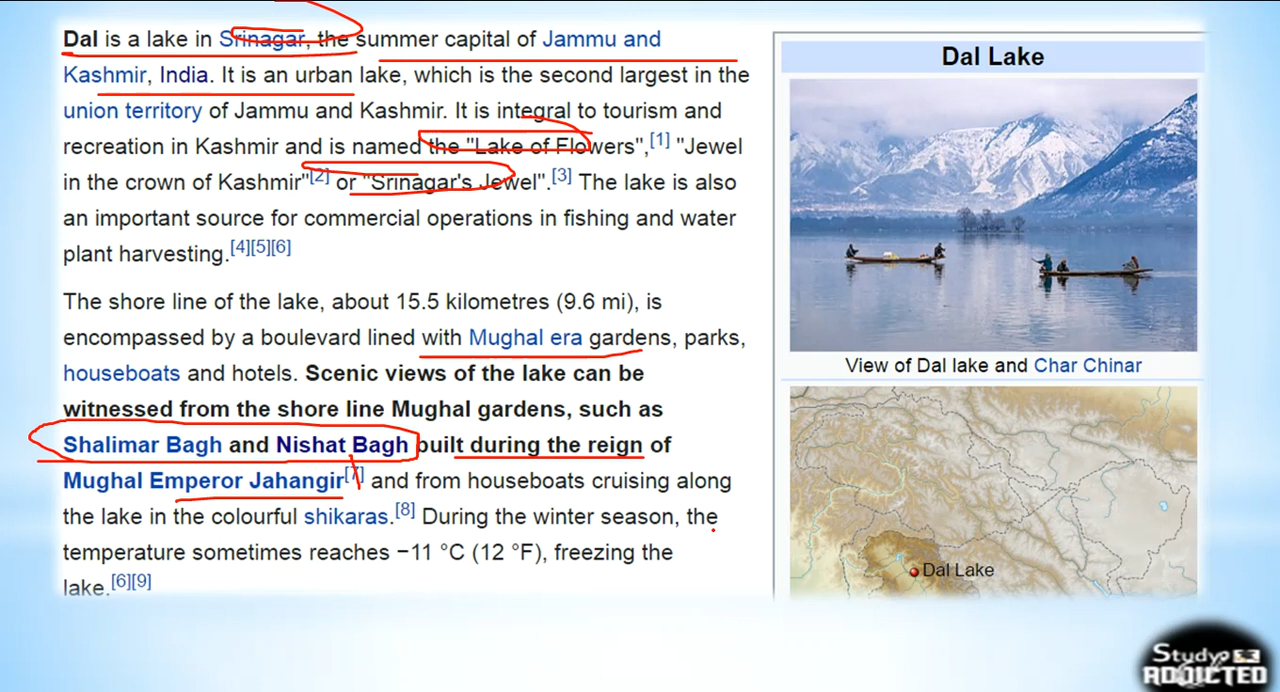 Dal is a lake in Srinagar, the summer capital of Jammu and
Kashmir, India. It is an urban lake, which is the second largest in the
union territory of Jammu and Kashmir. It is integral to tourism and
recreation in Kashmir and is named the "Lake of Flowers",[1] "Jewel
in the crown of Kashmir"[2] or "Srinagar's Jewel".[3] The lake is also
an important source for commercial operations in fishing and water
plant harvesting.[4][5][6]
The shore line of the lake, about 15.5 kilometres (9.6 mi), is
encompassed by a boulevard lined with Mughal era gardens, parks,
houseboats and hotels. Scenic views of the lake can be
witnessed from the shore line Mughal gardens, such as
Shalimar Bagh and Nishat Bagh built during the reign of
Mughal Emperor Jahangir[7] and from houseboats cruising along
the lake in the colourful shikaras.[8] During the winter season, the
temperature sometimes reaches −11 °C (12 °F), freezing the
lake.[6][9]
Dal Lake
View of Dal lake and Char Chinar
Dal Lake
Study
ADDICTED